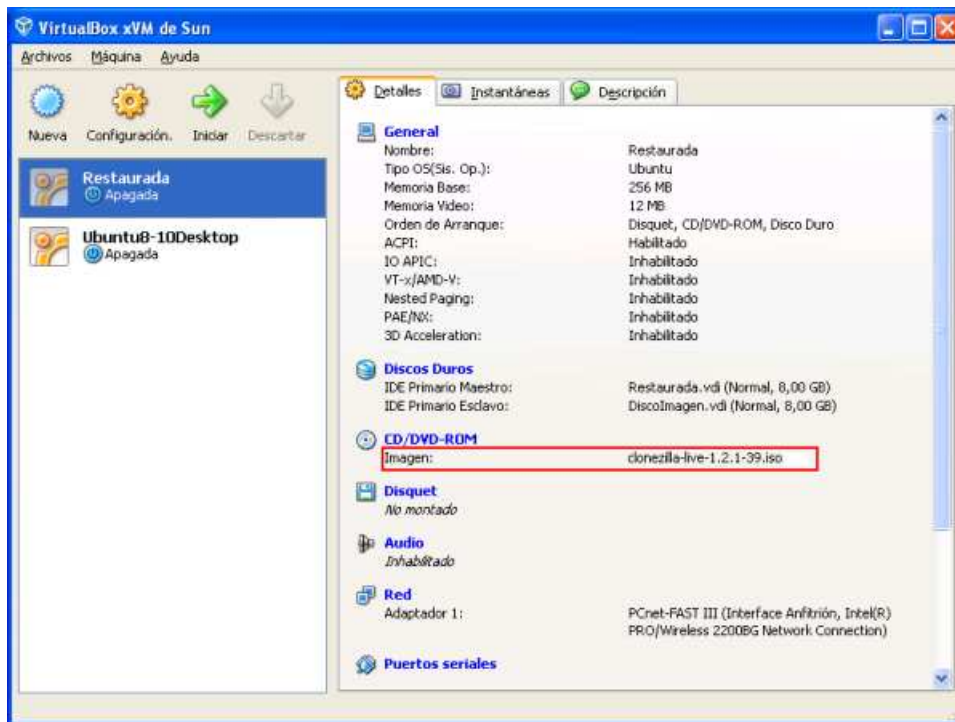 VirtualBox xVM de Sun
Archivos Máquina Ayuda
Nueva Configuración. Iniciar Descartar
Restaurada
Apagada
Ubuntu8-10Desktop
Apagada
Detalles Instantáneas Descripción
General
Nombre: Restaurada
Tipo OS(Sis. Op.): Ubuntu
Memoria Base: 256 MB
Memoria Video: 12 MB
Orden de Arranque: Disquet, CD/DVD-ROM, Disco Duro
ACPI: Habilitado
IO APIC: Inhabilitado
VT-x/AMD-V: Inhabilitado
Nested Paging: Inhabilitado
PAE/NX: Inhabilitado
3D Acceleration: Inhabilitado
Discos Duros
IDE Primario Maestro: Restaurada.vdi (Normal, 8,00 GB)
IDE Primario Esclavo: DiscoImagen.vdi (Normal, 8,00 GB)
CD/DVD-ROM
Imagen: clonezilla-live-1.2.1-39.iso
Disquet
No montado
Audio
Inhabilitado
Red
Adaptador 1: PCnet-FAST III (Interface Anfitrión, Intel(R)
PRO/Wireless 2200BG Network Connection)
Puertos seriales